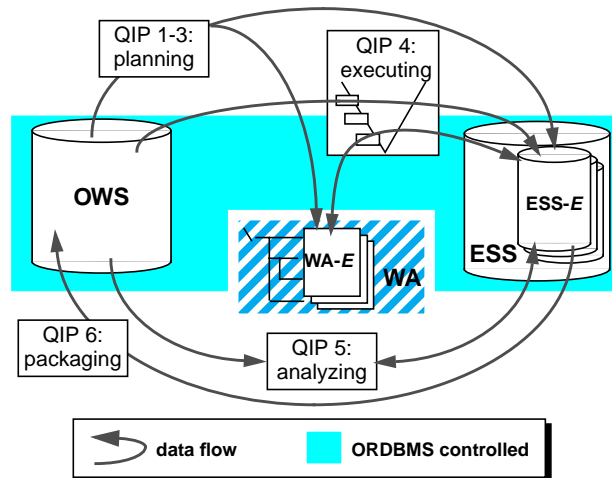 QIP 1-3:
planning
QIP 4:
executing
OWS
ESS-E
ESS
WA-E
WA
QIP 6:
packaging
QIP 5:
analyzing
data flow
ORDBMS controlled